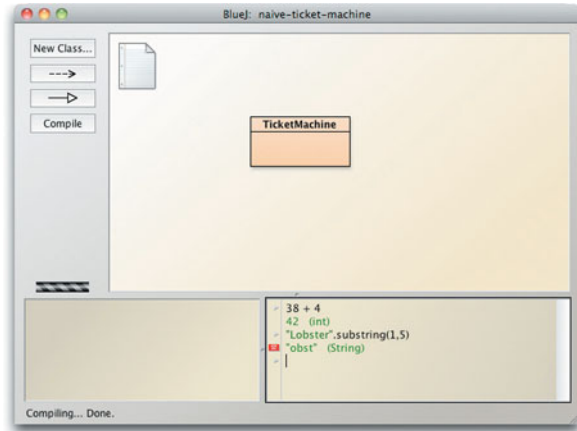 BlueJ: naive-ticket-machine
New Class...
Compile
TicketMachine
38 + 4
42 (int)
"Lobster".substring(1,5)
"obst" (String)
Compiling... Done.